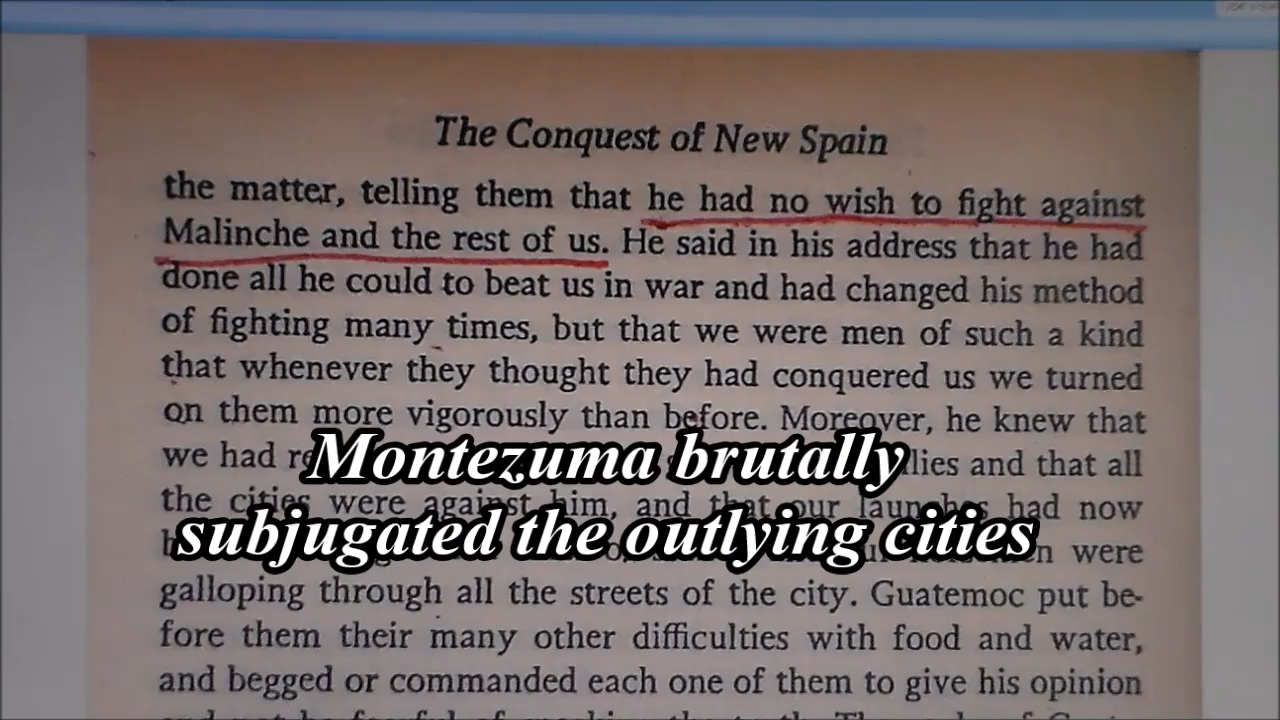 The Conquest of New Spain
the matter, telling them that he had no wish to fight against
Malinche and the rest of us. He said in his address that he had
done all he could to beat us in war and had changed his method
of fighting many times, but that we were men of such a kind
that whenever they thought they had conquered us we turned
on them more vigorously than before. Moreover, he knew that
we had
Montezuma brutally
and that all
the cities were against him, and that our launches had now
subjugated the outlying cities
were
galloping through all the streets of the city. Guatemoc put be-
fore them their many other difficulties with food and water,
and begged or commanded each one of them to give his opinion